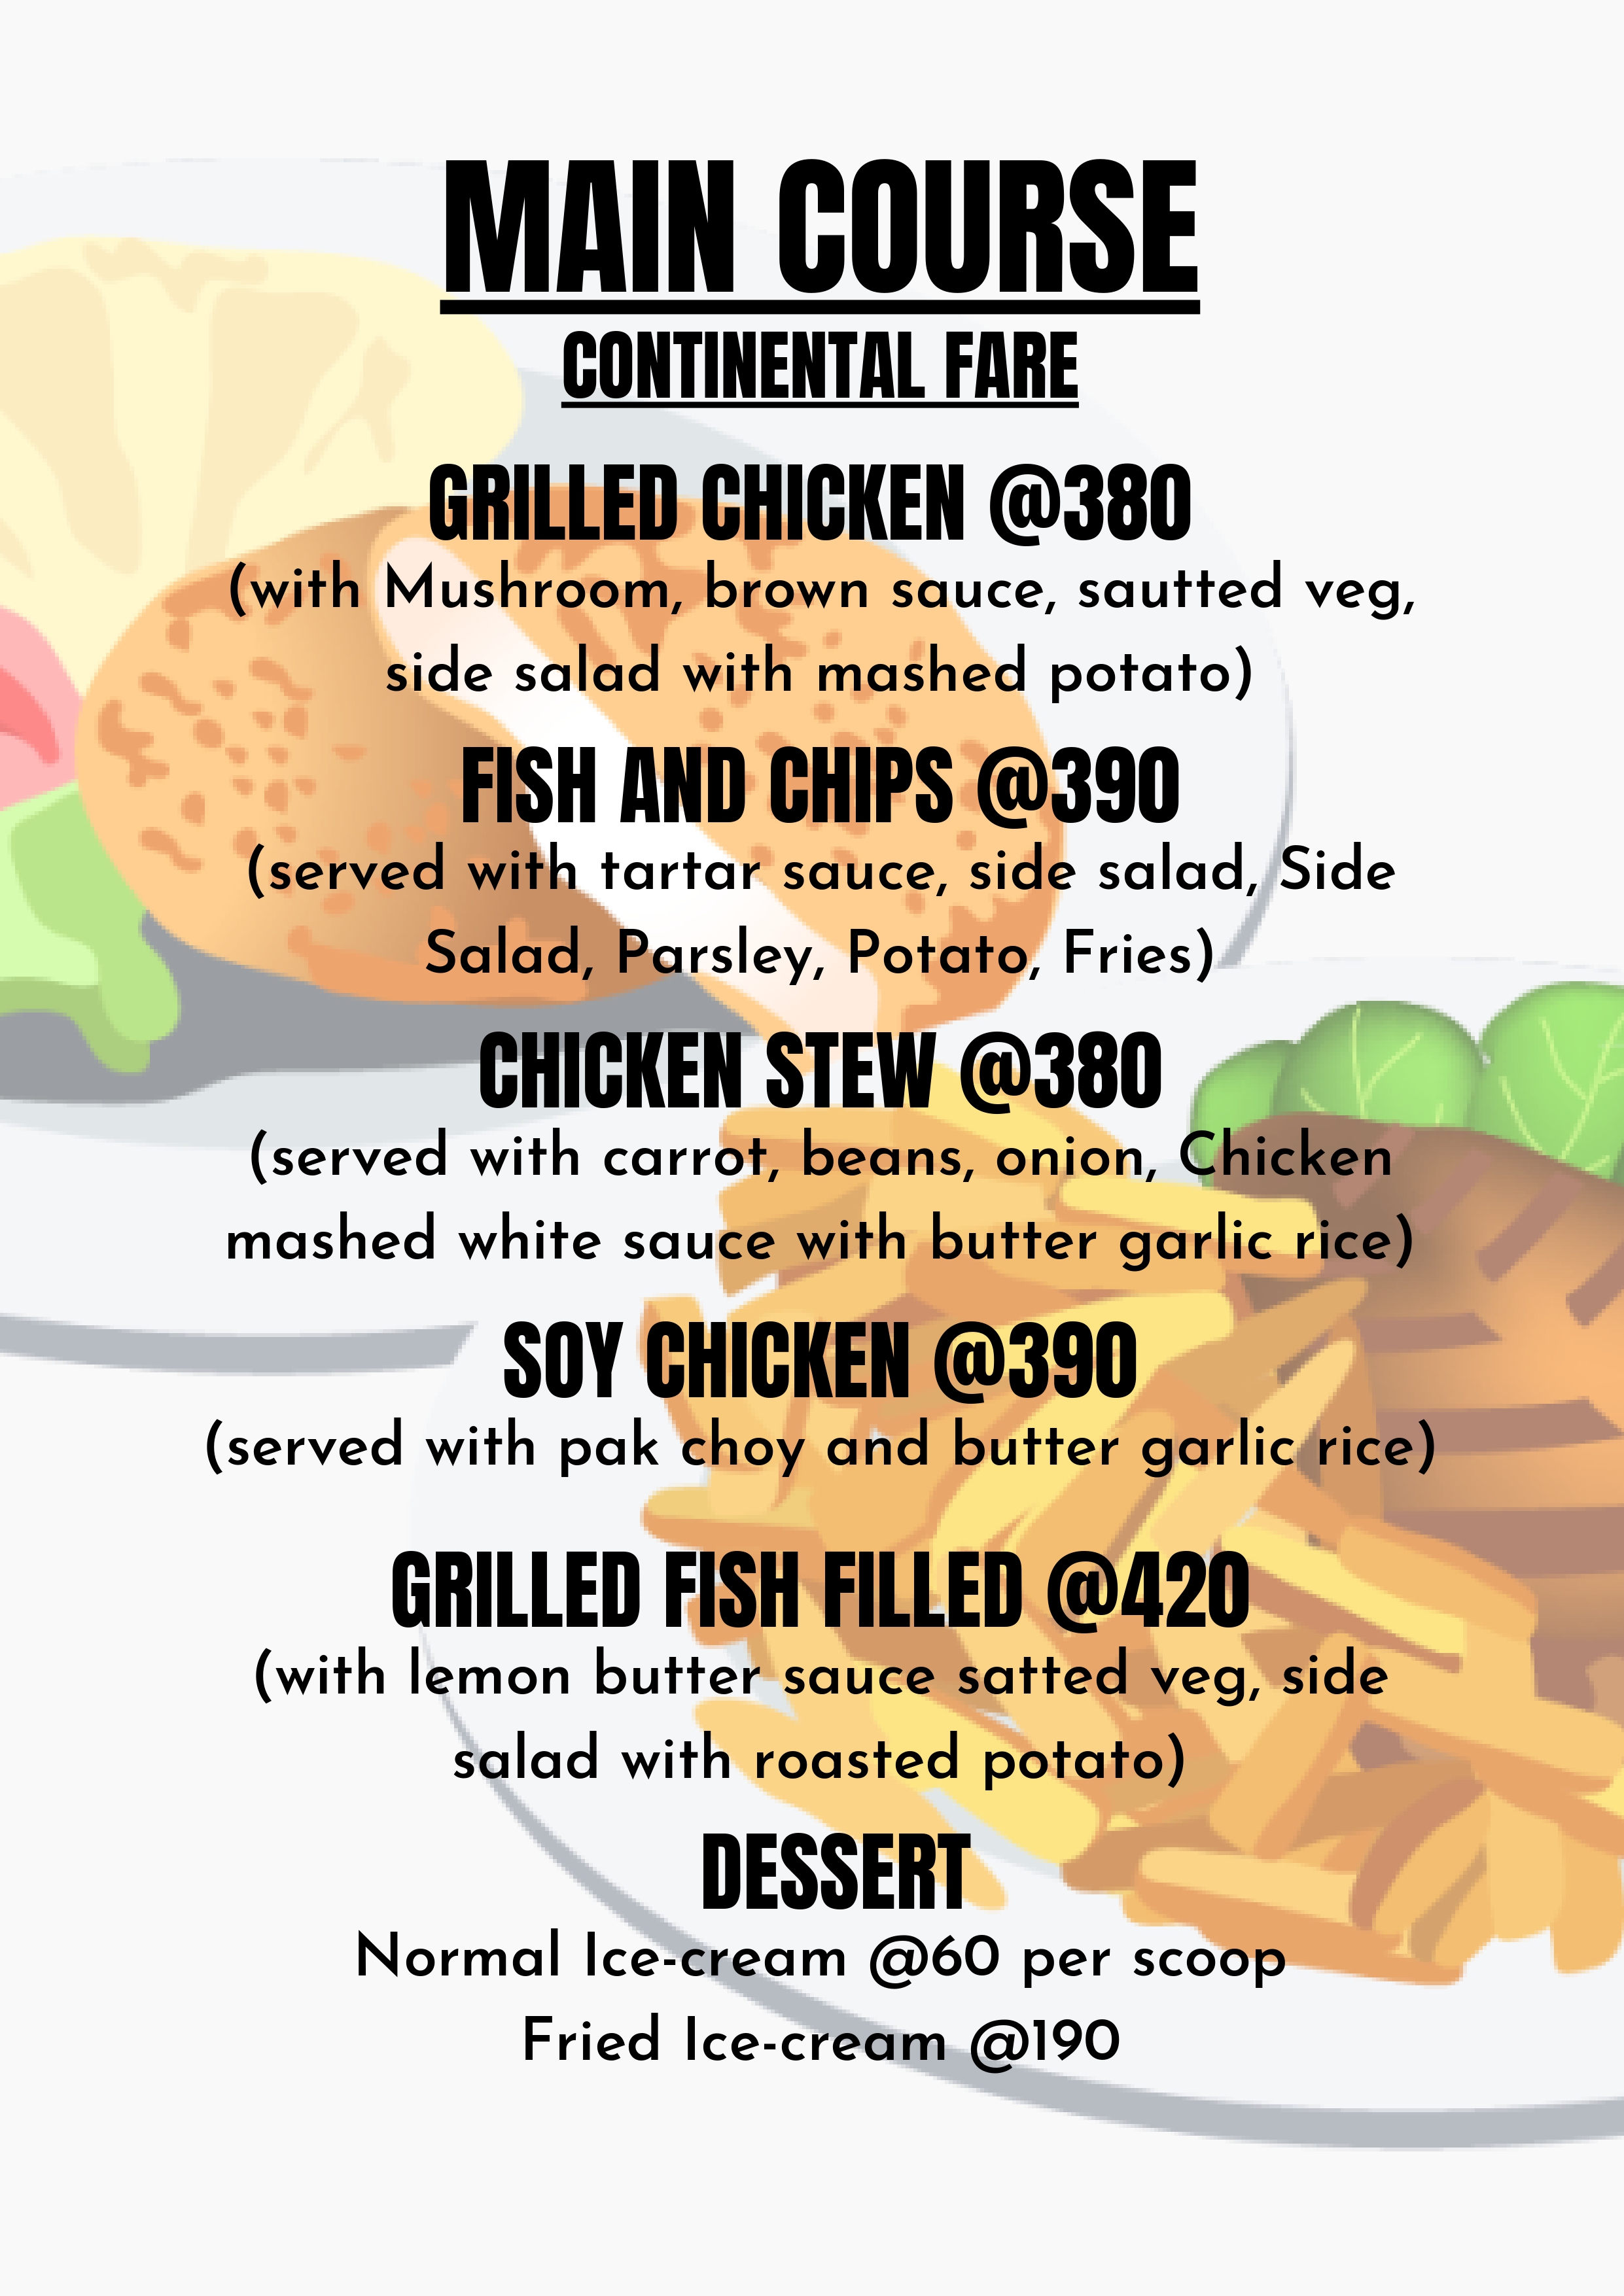 MAIN COURSE
CONTINENTAL FARE
GRILLED CHICKEN @380
(with Mushroom, brown sauce, sautted veg,
side salad with mashed potato)
FISH AND CHIPS @390
(served with tartar sauce, side salad, Side
Salad, Parsley, Potato, Fries)
CHICKEN STEW @380
(served with carrot, beans, onion, Chicken
mashed white sauce with butter garlic rice)
SOY CHICKEN @390
(served with pak choy and butter garlic rice)
GRILLED FISH FILLED @420
(with lemon butter sauce satted veg, side
salad with roasted potato)
DESSERT
Normal Ice-cream @60 per scoop
Fried Ice-cream @190